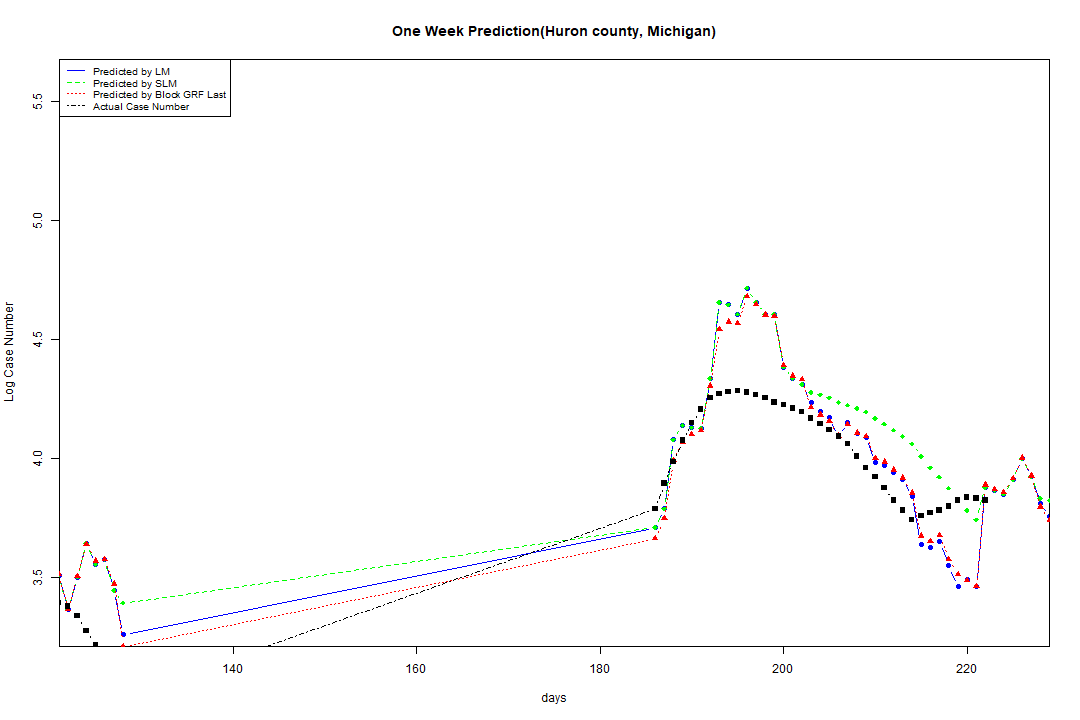 One Week Prediction(Huron county, Michigan)
Predicted by LM
Predicted by SLM
Predicted by Block GRF Last
Actual Case Number
Log Case Number
5.5
5.0
4.5
4.0
3.5
140
160
180
200
220
days